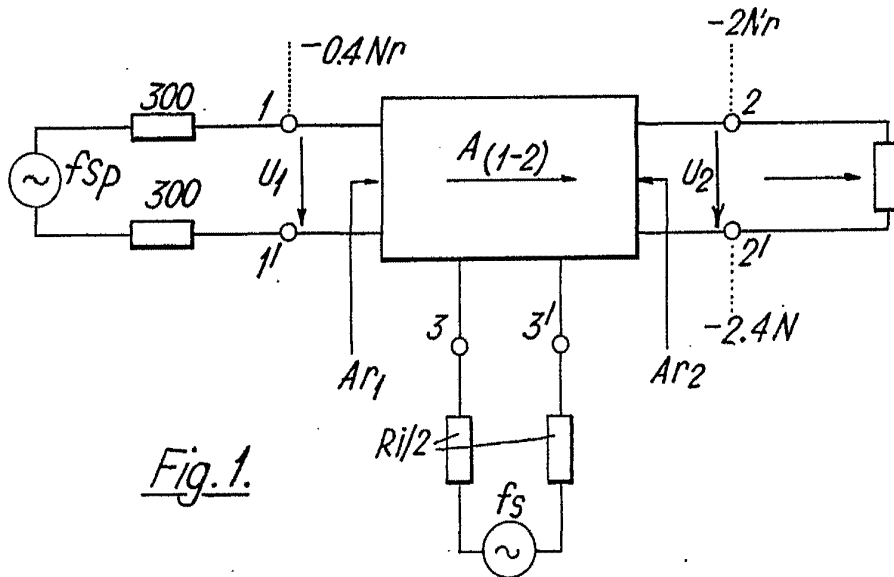 -0.4Nr
-2Nr
300
1
2
fsp
U1
A(1-2)
U2
300
1'
2'
3
3'
-2.4N
Ar1
Ar2
Ri/2
fs
Fig.1.